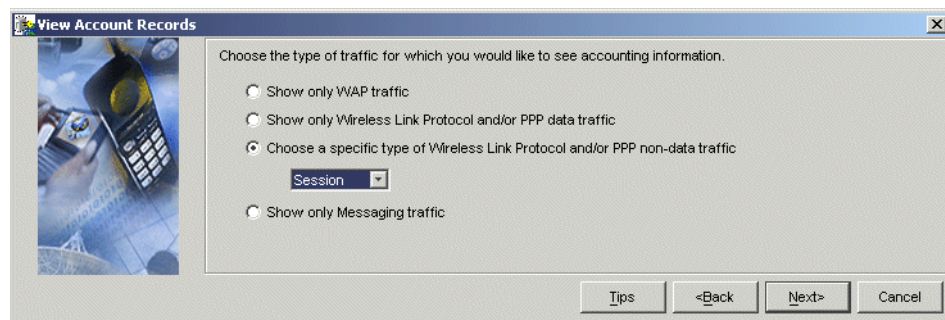 View Account Records
Choose the type of traffic for which you would like to see accounting information.
Show only WAP traffic
Show only Wireless Link Protocol and/or PPP data traffic
Choose a specific type of Wireless Link Protocol and/or PPP non-data traffic
Session
Show only Messaging traffic
Tips <Back Next> Cancel